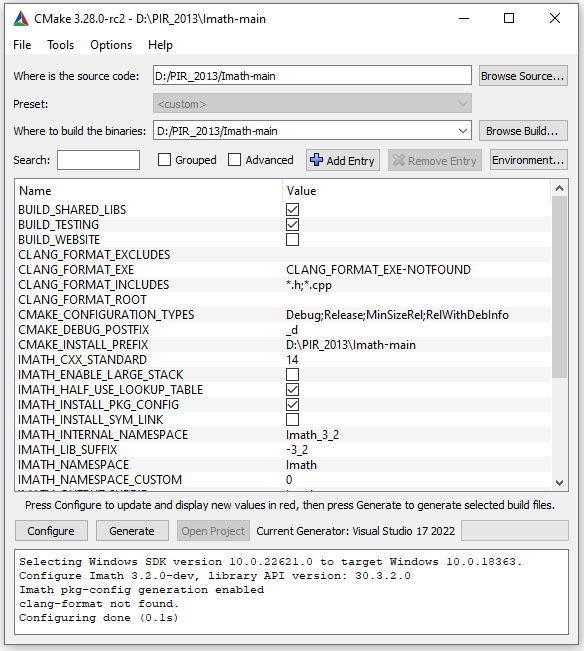 CMake 3.28.0-rc2 - D:\PIR_2013\Imath-main
File Tools Options Help
Where is the source code: D:/PIR_2013/Imath-main Browse Source...
Preset: <custom>
Where to build the binaries: D:/PIR_2013/Imath-main Browse Build...
Search: Grouped Advanced Add Entry Remove Entry Environment...
Name Value
BUILD_SHARED_LIBS
BUILD_TESTING
BUILD_WEBSITE
CLANG_FORMAT_EXCLUDES
CLANG_FORMAT_EXE CLANG_FORMAT_EXE-NOTFOUND
CLANG_FORMAT_INCLUDES *.h;*.cpp
CLANG_FORMAT_ROOT
CMAKE_CONFIGURATION_TYPES Debug;Release;MinSizeRel;RelWithDebInfo
CMAKE_DEBUG_POSTFIX _d
CMAKE_INSTALL_PREFIX D:\PIR_2013\Imath-main
IMATH_CXX_STANDARD 14
IMATH_ENABLE_LARGE_STACK
IMATH_HALF_USE_LOOKUP_TABLE
IMATH_INSTALL_PKG_CONFIG
IMATH_INSTALL_SYM_LINK
IMATH_INTERNAL_NAMESPACE Imath_3_2
IMATH_LIB_SUFFIX -3_2
IMATH_NAMESPACE Imath
IMATH_NAMESPACE_CUSTOM 0
Press Configure to update and display new values in red, then press Generate to generate selected build files.
Configure Generate Open Project Current Generator: Visual Studio 17 2022
Selecting Windows SDK version 10.0.22621.0 to target Windows 10.0.18363.
Configure Imath 3.2.0-dev, library API version: 30.3.2.0
Imath pkg-config generation enabled
clang-format not found.
Configuring done (0.1s)